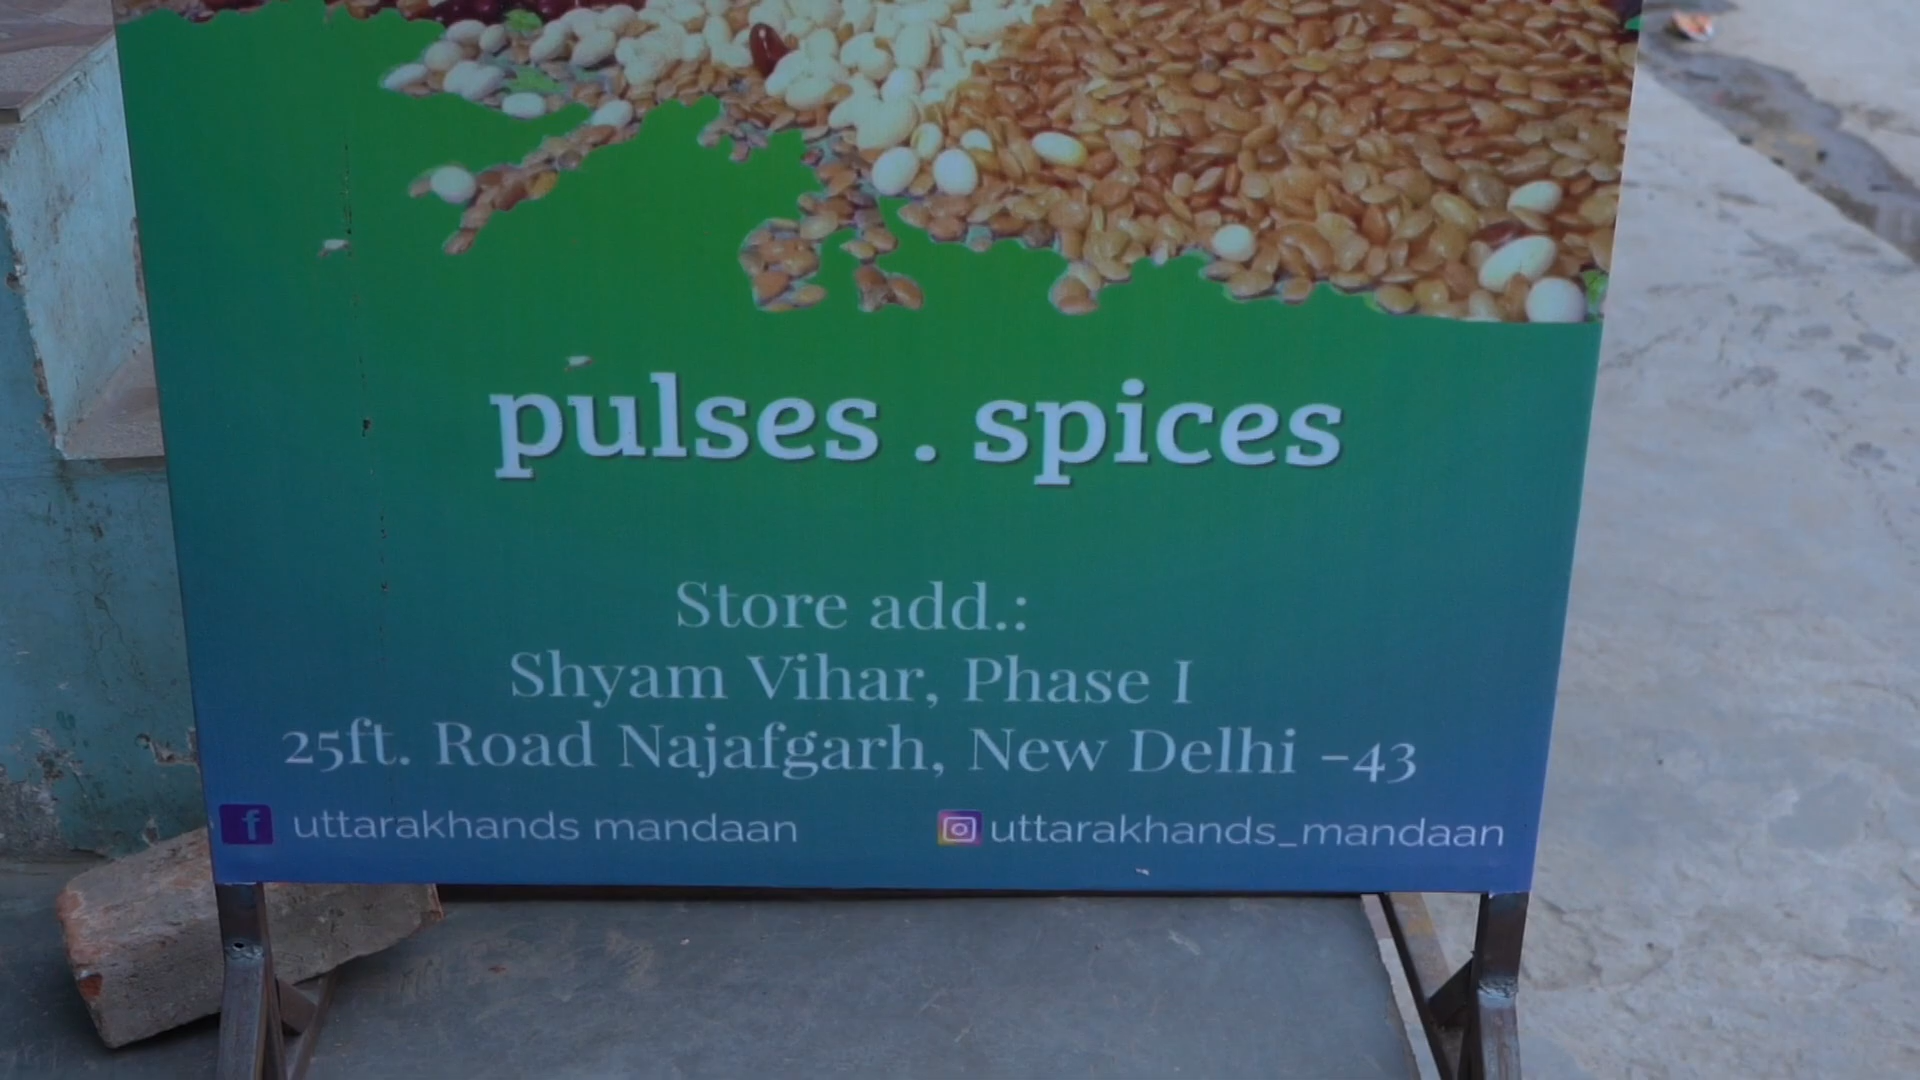 pulses . spices
Store add.:
Shyam Vihar, Phase I
25ft. Road Najafgarh, New Delhi -43
uttarakhands mandaan
uttarakhands_mandaan